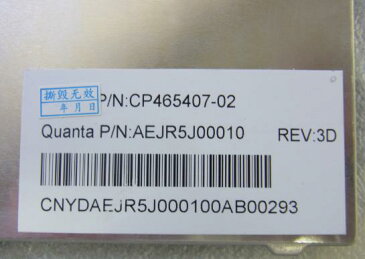 撕毁无效
年月日
P/N:CP465407-02
Quanta P/N:AEJR5J00010 REV:3D
CNYDAEJR5J000100AB00293